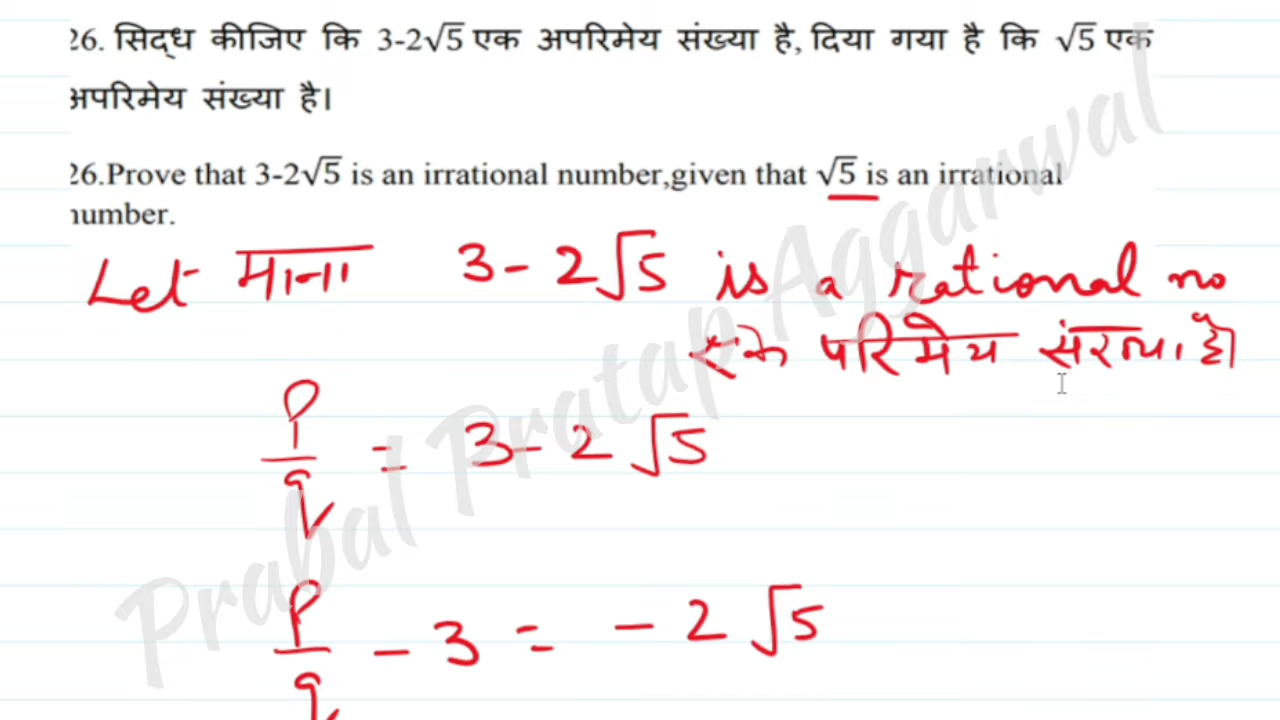 26. सिद्ध कीजिए कि 3-2√5 एक अपरिमेय संख्या है, दिया गया है कि √5 एक
अपरिमेय संख्या है।
26.Prove that 3-2√5 is an irrational number,given that √5 is an irrational
number.
Let माना 3 - 2√5 is a rational no
एक परिमेय संख्या है।
p/q = 3 - 2√5
p/q - 3 = - 2√5
Prabal Pratap Aggarwal